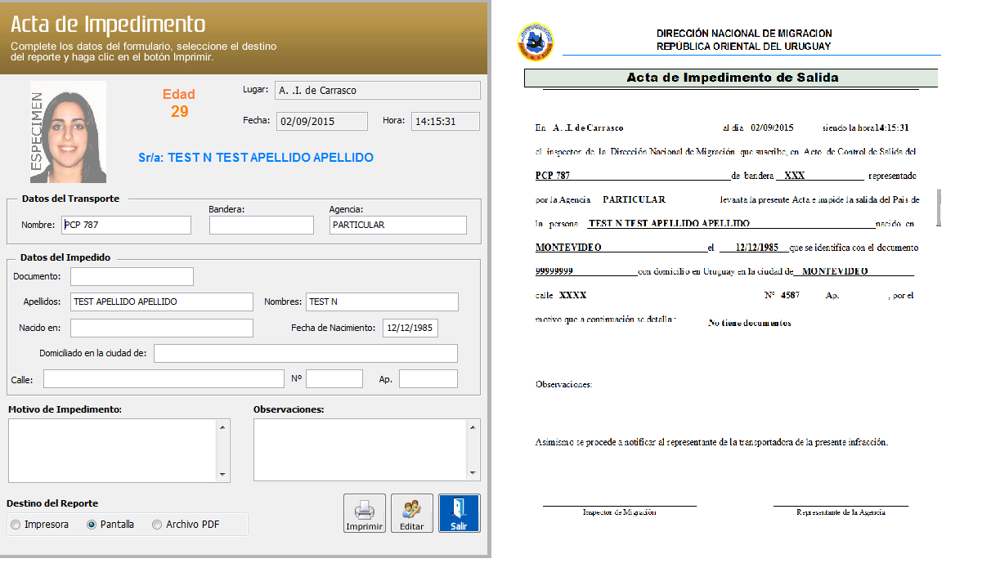 Acta de Impedimento
Complete los datos del formulario, seleccione el destino
del reporte y haga clic en el botón Imprimir.
ESPECIMEN
Edad
29
Lugar: A. .I. de Carrasco
Fecha: 02/09/2015 Hora: 14:15:31
Sr/a: TEST N TEST APELLIDO APELLIDO
Datos del Transporte
Nombre: PCP 787
Bandera:
Agencia:
PARTICULAR
Datos del Impedido
Documento:
Apellidos: TEST APELLIDO APELLIDO Nombres: TEST N
Nacido en: Fecha de Nacimiento: 12/12/1985
Domiciliado en la ciudad de:
Calle: Nº Ap.
Motivo de Impedimento: Observaciones:
Destino del Reporte
Impresora Pantalla Archivo PDF
Imprimir Editar Salir
DIRECCIÓN NACIONAL DE MIGRACION
REPÚBLICA ORIENTAL DEL URUGUAY
Acta de Impedimento de Salida
En A. .I. de Carrasco al día 02/09/2015 siendo la hora 14:15:31
el inspector de la Dirección Nacional de Migración que suscribe, en Acto de Control de Salida del
PCP 787 de bandera XXX representado
por la Agencia PARTICULAR levanta la presente Acta e impide la salida del País de
la persona TEST N TEST APELLIDO APELLIDO nacido en
MONTEVIDEO el 12/12/1985 que se identifica con el documento
99999999 con domicilio en Uruguay en la ciudad de MONTEVIDEO
calle XXXX Nº 4587 Ap. , por el
motivo que a continuación se detalla : No tiene documentos
Observaciones:
Asimismo se procede a notificar al representante de la transportadora de la presente infracción.
Inspector de Migración Representante de la Agencia